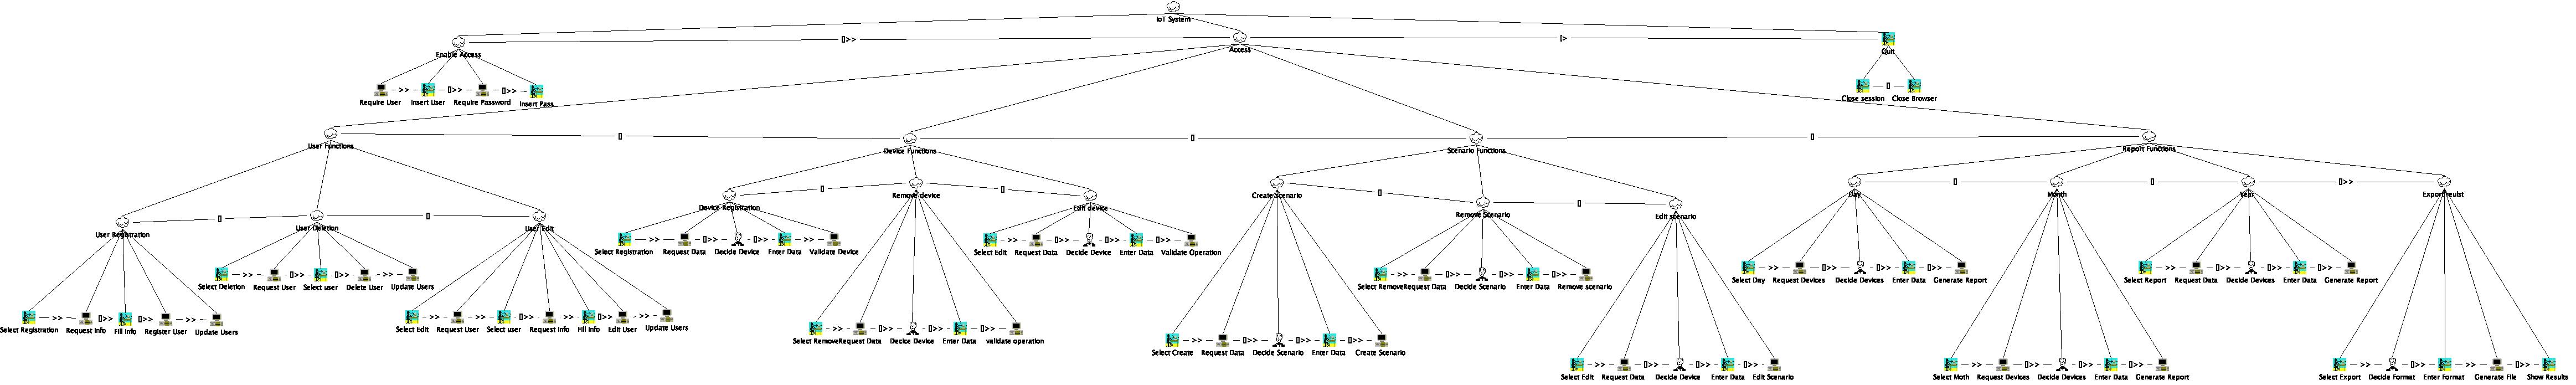 IoT System
Enable Access []>> Access [> Quit
Require User >> Insert User []>> Require Password []>> Insert Pass
Close session [] Close Browser
User Functions [] Device Functions [] Scenario Functions [] Report Functions
User Registration [] User Deletion [] User Edit
Device Registration [] Remove device [] Edit device
Create scenario [] Remove Scenario [] Edit scenario
Day [] Month [] Year []>> Export reulst
Select Registration >> Request Info []>> Fill Info []>> Register User >> Update Users
Select Deletion >> Request User []>> Select user []>> Delete User >> Update Users
Select Edit >> Request User >> Select user []>> Request Info []>> Fill Info []>> Edit User >> Update Users
Select Registration >> Request Data []>> Decide Device []>> Enter Data >> Validate Device
Select Remove >> Request Data []>> Decice Device []>> Enter Data []>> validate operation
Select Edit >> Request Data []>> Decide Device []>> Enter Data []>> Validate Operation
Select Create >> Request Data []>> Decide Scenario []>> Enter Data []>> Create Scenario
Select Remove >> Request Data []>> Decide Scenario []>> Enter Data []>> Remove scenario
Select Edit >> Request Data []>> Decide Device []>> Enter Data []>> Edit Scenario
Select Day >> Request Devices []>> Decide Devices []>> Enter Data []>> Generate Report
Select Moth >> Request Devices []>> Decide Devices []>> Enter Data []>> Generate Report
Select Report >> Request Data []>> Decide Devices []>> Enter Data []>> Generate Report
Select Export >> Decide Format []>> Enter Format >> Generate File >> Show Results